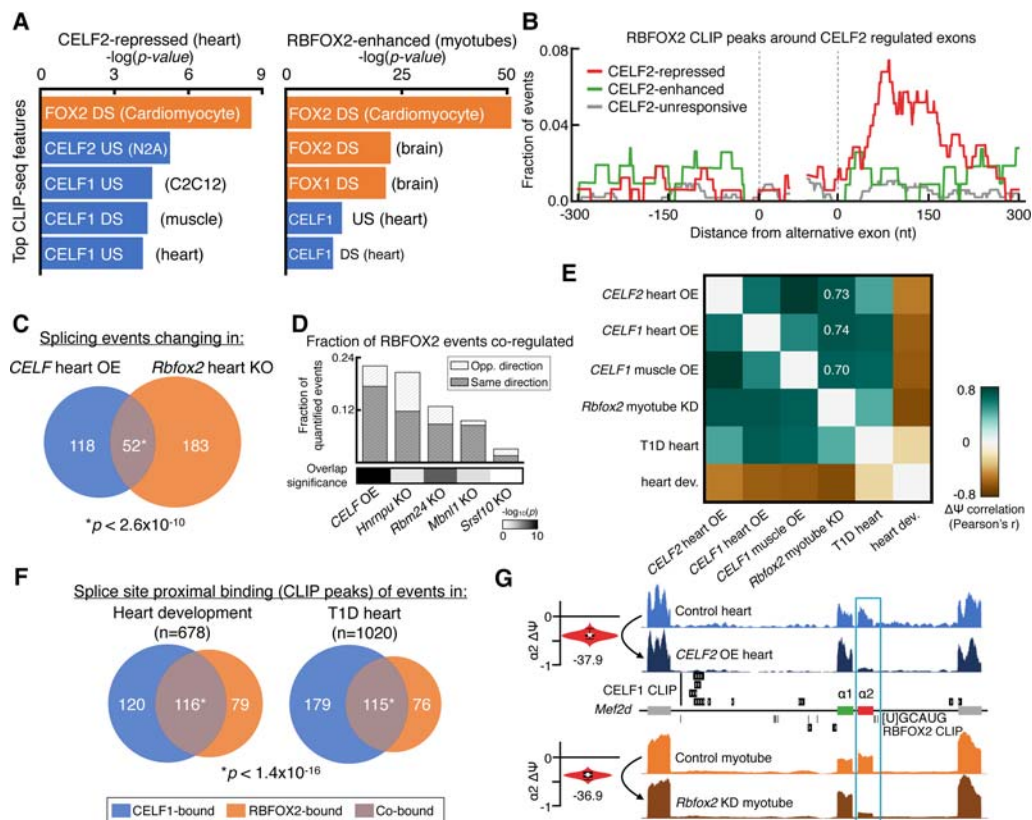 A
CELF2-repressed (heart)
-log(p-value)
0 3 6 9
RBFOX2-enhanced (myotubes)
-log(p-value)
0 25 50
Top CLIP-seq features
FOX2 DS (Cardiomyocyte)
CELF2 US (N2A)
CELF1 US (C2C12)
CELF1 DS (muscle)
CELF1 US (heart)
FOX2 DS (Cardiomyocyte)
FOX2 DS (brain)
FOX1 DS (brain)
CELF1 US (heart)
CELF1 DS (heart)
B
RBFOX2 CLIP peaks around CELF2 regulated exons
Fraction of events
0.08
0.04
0.0
CELF2-repressed
CELF2-enhanced
CELF2-unresponsive
-300 -150 0 0 150 300
Distance from alternative exon (nt)
C
Splicing events changing in:
CELF heart OE Rbfox2 heart KO
118 52* 183
*p < 2.6x10-10
D
Fraction of RBFOX2 events co-regulated
Fraction of
quantified events
0.24
0.12
Opp. direction
Same direction
Overlap
significance
CELF OE
Hnrnpu KO
Rbm24 KO
Mbnl1 KO
Srsf10 KO
-log10(p)
0 10
E
CELF2 heart OE
CELF1 heart OE
CELF1 muscle OE
Rbfox2 myotube KD
T1D heart
heart dev.
0.73
0.74
0.70
CELF2 heart OE
CELF1 heart OE
CELF1 muscle OE
Rbfox2 myotube KD
T1D heart
heart dev.
0.8
0
-0.8
ΔΨ correlation
(Pearson's r)
F
Splice site proximal binding (CLIP peaks) of events in:
Heart development
(n=678)
T1D heart
(n=1020)
120 116* 79
179 115* 76
*p < 1.4x10-16
CELF1-bound RBFOX2-bound Co-bound
G
α2 ΔΨ
0
-1
-37.9
Control heart
CELF2 OE heart
CELF1 CLIP
Mef2d
α1 α2
[U]GCAUG
RBFOX2 CLIP
α2 ΔΨ
0
-1
-36.9
Control myotube
Rbfox2 KD myotube